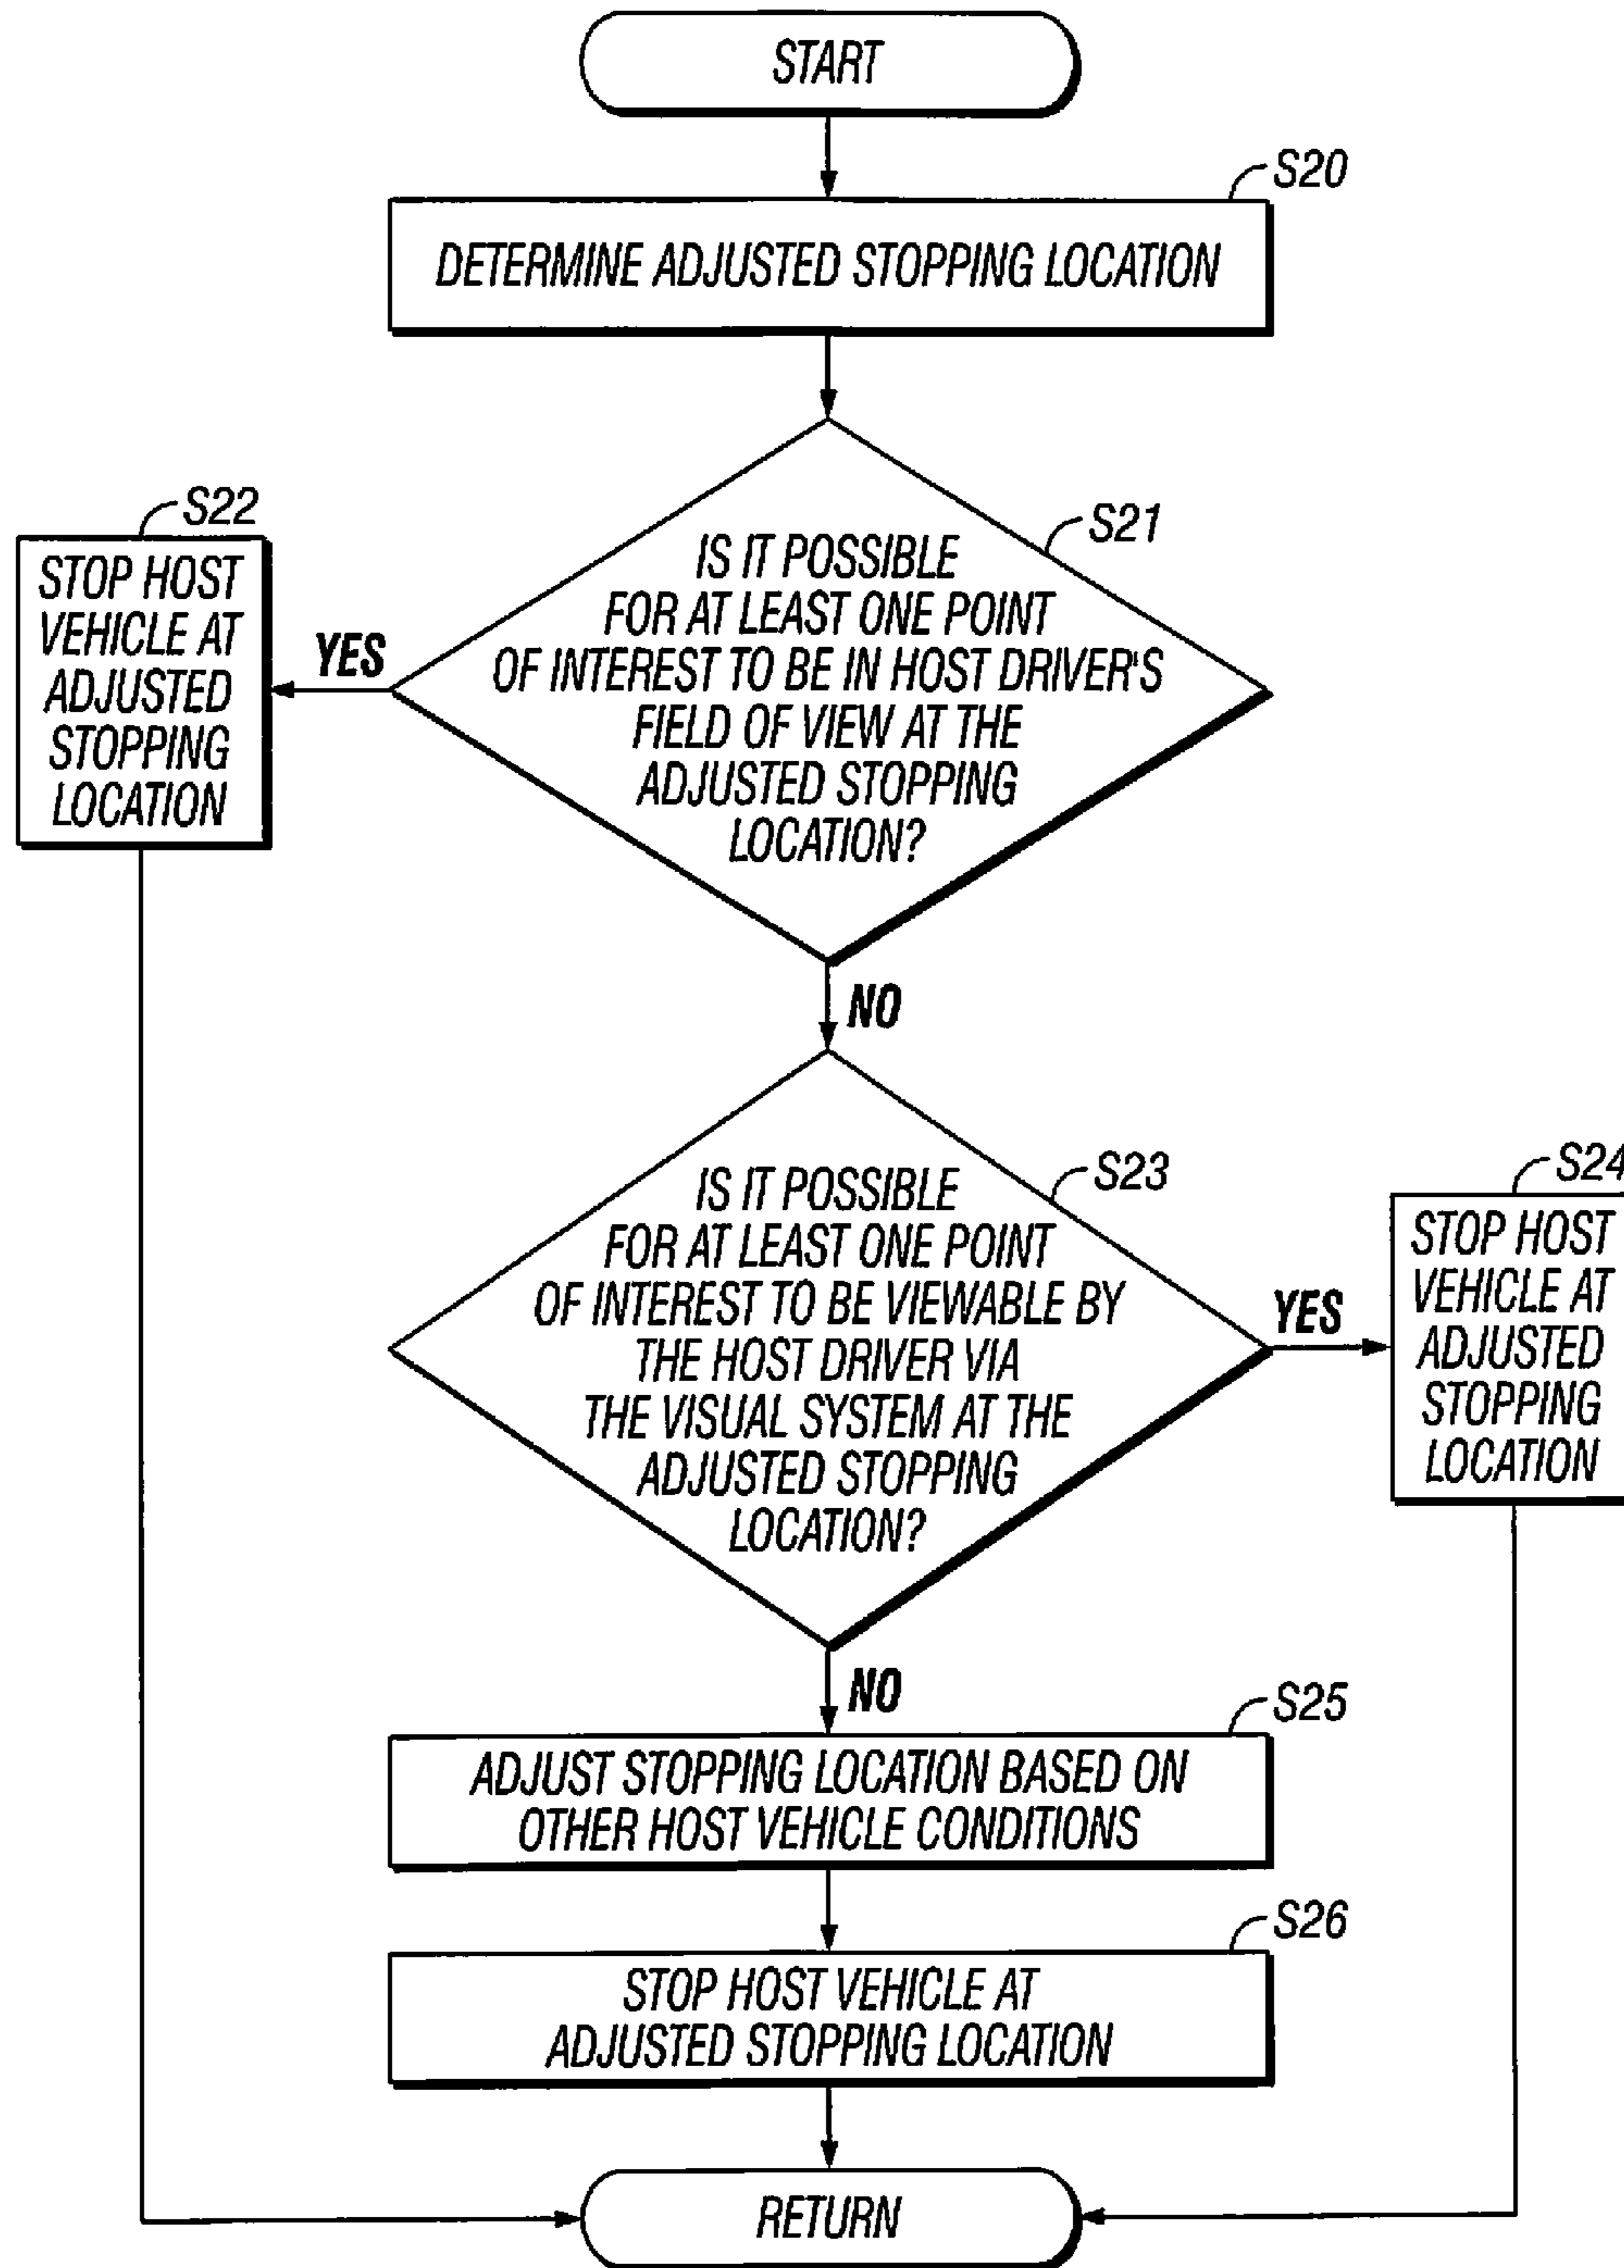 START
S20
DETERMINE ADJUSTED STOPPING LOCATION
S21
IS IT POSSIBLE
FOR AT LEAST ONE POINT
OF INTEREST TO BE IN HOST DRIVER'S
FIELD OF VIEW AT THE
ADJUSTED STOPPING
LOCATION?
YES
S22
STOP HOST
VEHICLE AT
ADJUSTED
STOPPING
LOCATION
NO
S23
IS IT POSSIBLE
FOR AT LEAST ONE POINT
OF INTEREST TO BE VIEWABLE BY
THE HOST DRIVER VIA
THE VISUAL SYSTEM AT THE
ADJUSTED STOPPING
LOCATION?
YES
S24
STOP HOST
VEHICLE AT
ADJUSTED
STOPPING
LOCATION
NO
S25
ADJUST STOPPING LOCATION BASED ON
OTHER HOST VEHICLE CONDITIONS
S26
STOP HOST VEHICLE AT
ADJUSTED STOPPING LOCATION
RETURN